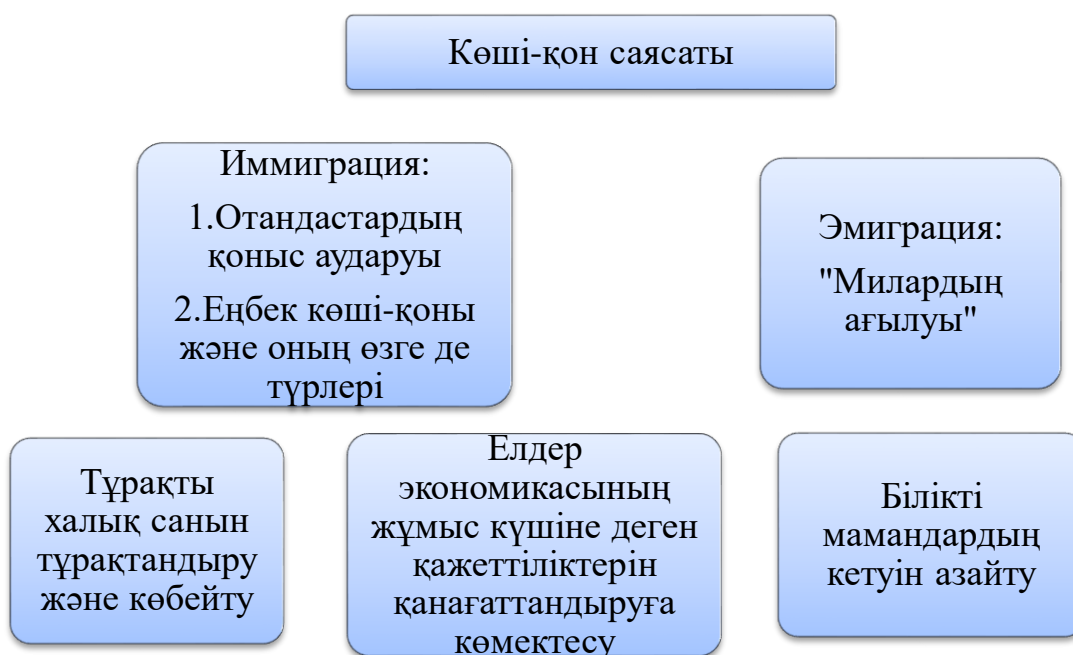 Көші-қон саясаты
Иммиграция:
1.Отандастардың
қоныс аударуы
2.Еңбек көші-қоны
және оның өзге де
түрлері
Эмиграция:
"Милардың
ағылуы"
Тұрақты
халық санын
тұрақтандыру
және көбейту
Елдер
экономикасының
жұмыс күшіне деген
қажеттіліктерін
қанағаттандыруға
көмектесу
Білікті
мамандардың
кетуін азайту